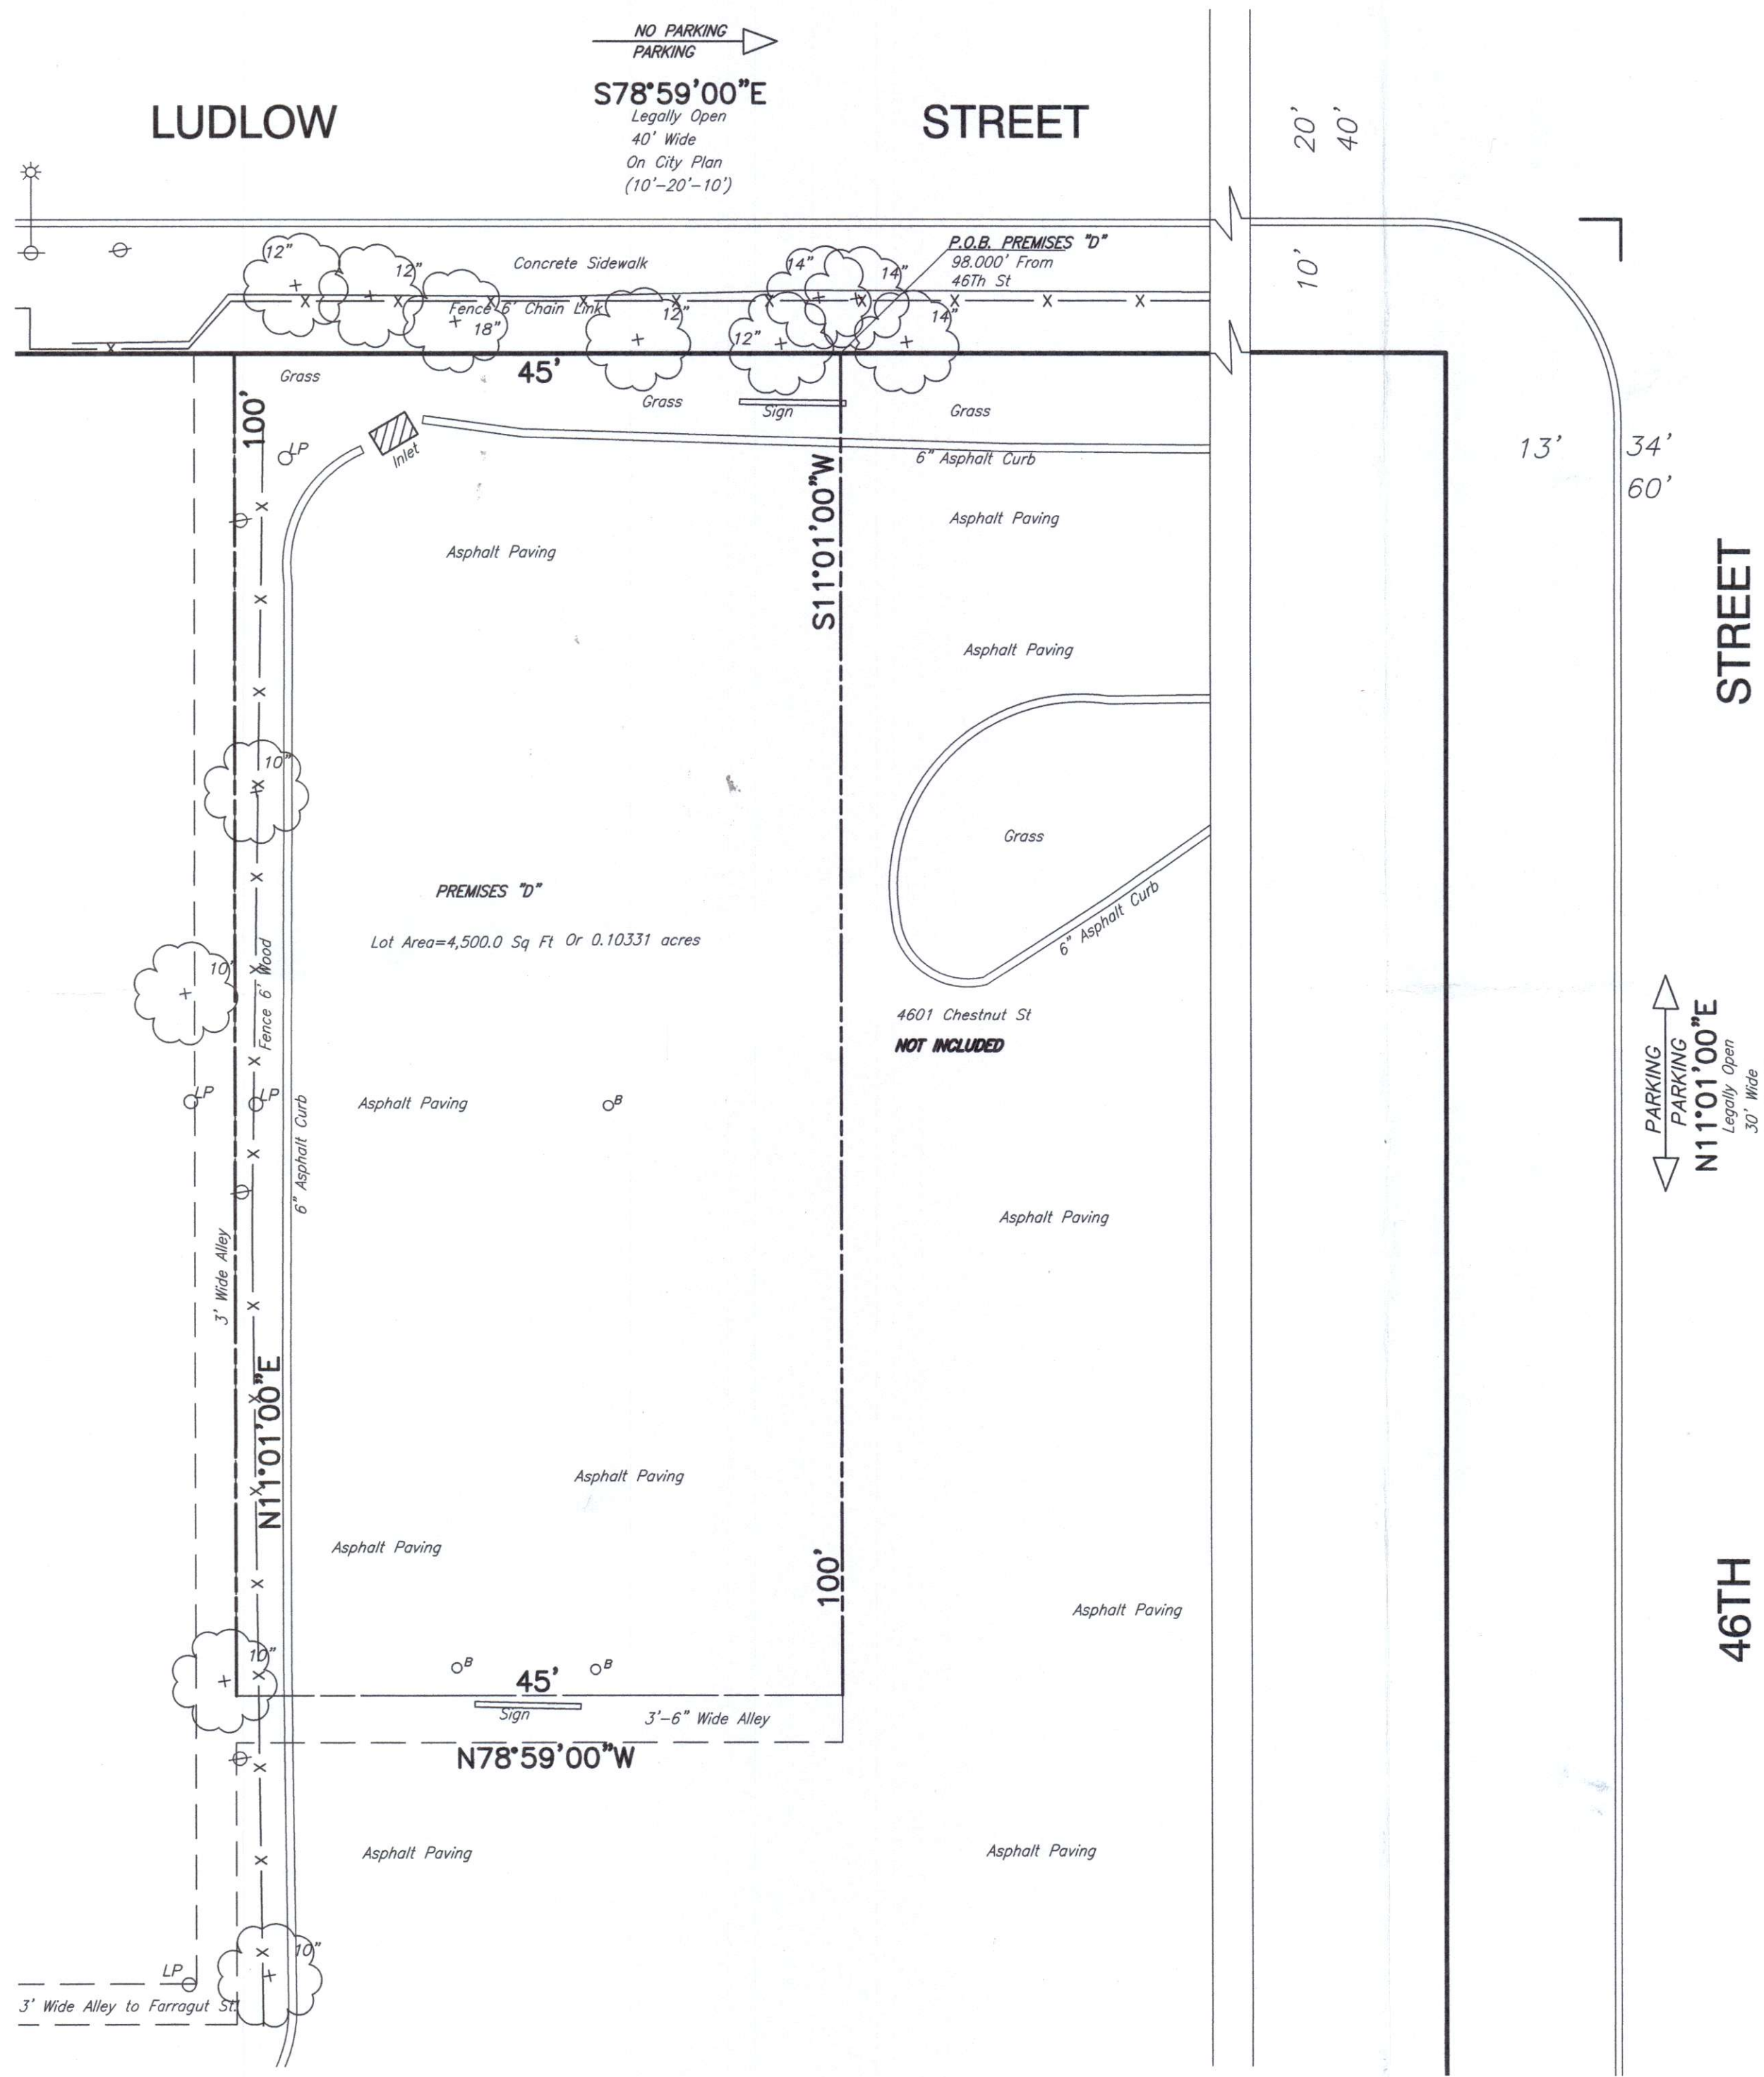 NO PARKING
PARKING
S78°59'00"E
Legally Open
40' Wide
On City Plan
(10'-20'-10')
LUDLOW
STREET
20'
40'
10'
P.O.B. PREMISES "D"
98.000' From
46Th St
Concrete Sidewalk
12"
12"
18"
Fence 6' Chain Link
12"
14"
14"
12"
14"
45'
Grass
Grass
Sign
Grass
100'
LP
Inlet
6" Asphalt Curb
13'
34'
60'
S11°01'00"W
Asphalt Paving
Asphalt Paving
Asphalt Paving
STREET
10"
Grass
6" Asphalt Curb
PREMISES "D"
Lot Area=4,500.0 Sq Ft Or 0.10331 acres
10'
Fence 6' Wood
4601 Chestnut St
NOT INCLUDED
PARKING
PARKING
N11°01'00"E
Legally Open
30' Wide
LP
LP
Asphalt Paving
B
6" Asphalt Curb
3' Wide Alley
Asphalt Paving
N11°01'00"E
Asphalt Paving
Asphalt Paving
100'
Asphalt Paving
46TH
10"
B
45'
B
Sign
3'-6" Wide Alley
N78°59'00"W
Asphalt Paving
Asphalt Paving
10"
LP
3' Wide Alley to Farragut St.